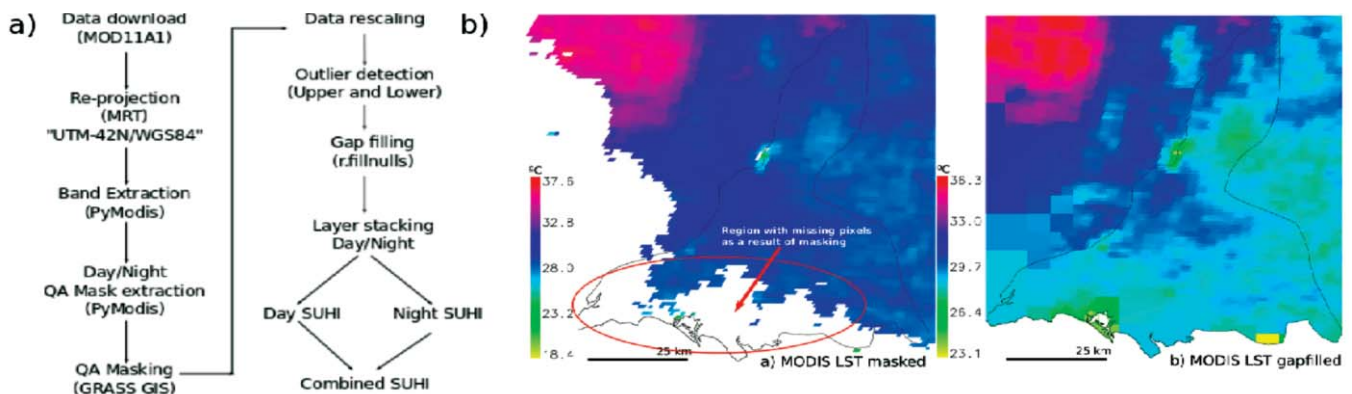 a)
Data download
(MOD11A1)
Re-projection
(MRT)
"UTM-42N/WGS84"
Band Extraction
(PyModis)
Day/Night
QA Mask extraction
(PyModis)
QA Masking
(GRASS GIS)
Data rescaling
Outlier detection
(Upper and Lower)
Gap filling
(r.fillnulls)
Layer stacking
Day/Night
Day SUHI
Night SUHI
Combined SUHI
b)
ºC
37.6
32.8
28.0
23.2
18.4
Region with missing pixels
as a result of masking
25 km
a) MODIS LST masked
ºC
36.3
33.0
29.7
26.4
23.1
25 km
b) MODIS LST gapfilled